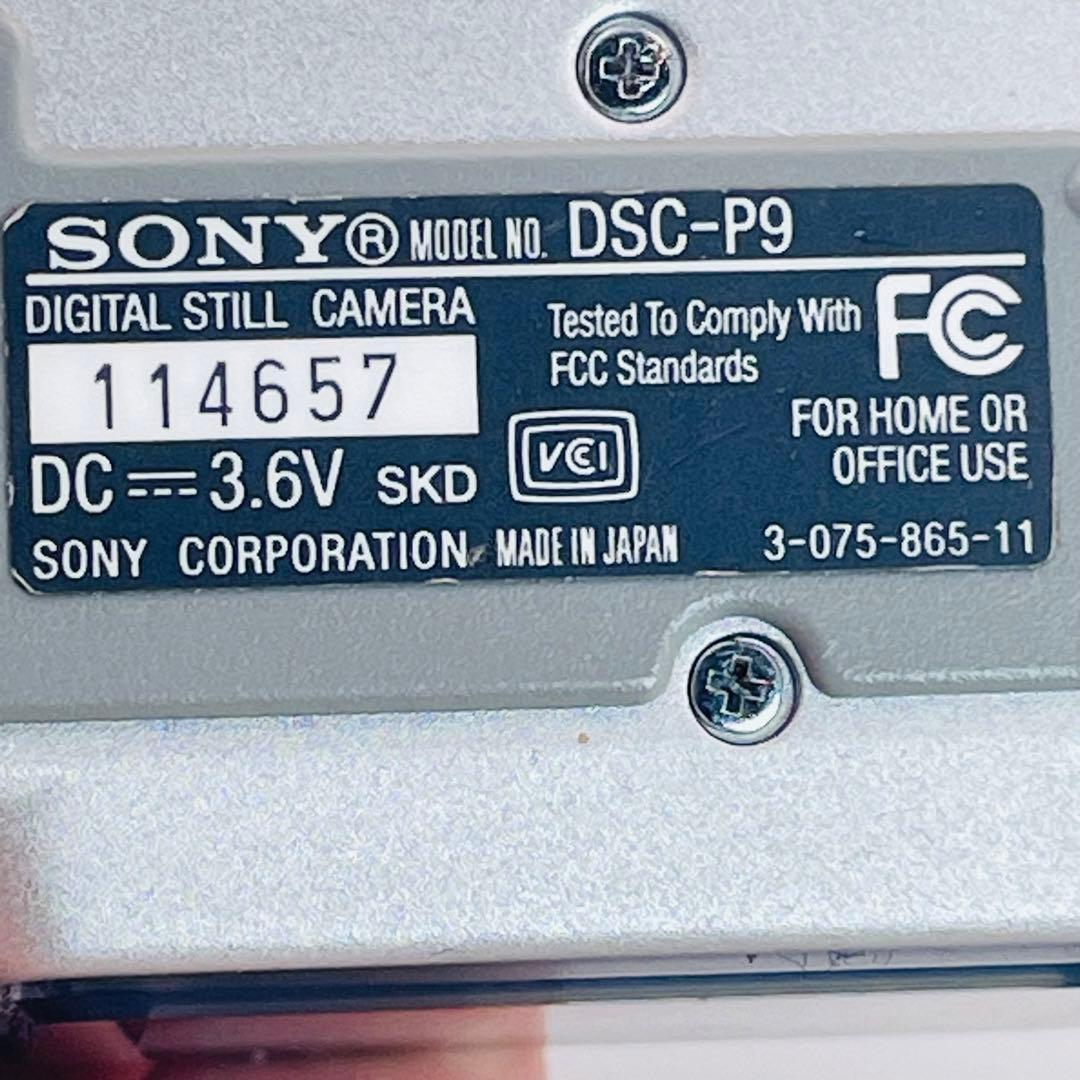 SONY® MODEL NO. DSC-P9
DIGITAL STILL CAMERA
114657
DC ⎓ 3.6V SKD
SONY CORPORATION
Tested To Comply With
FCC Standards
FC
FOR HOME OR
OFFICE USE
VCCI
MADE IN JAPAN
3-075-865-11